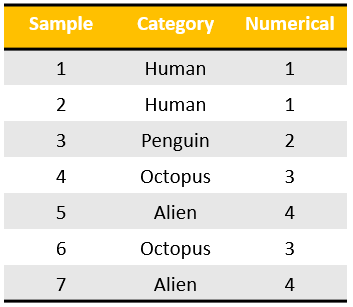 Sample Category Numerical
1 Human 1
2 Human 1
3 Penguin 2
4 Octopus 3
5 Alien 4
6 Octopus 3
7 Alien 4